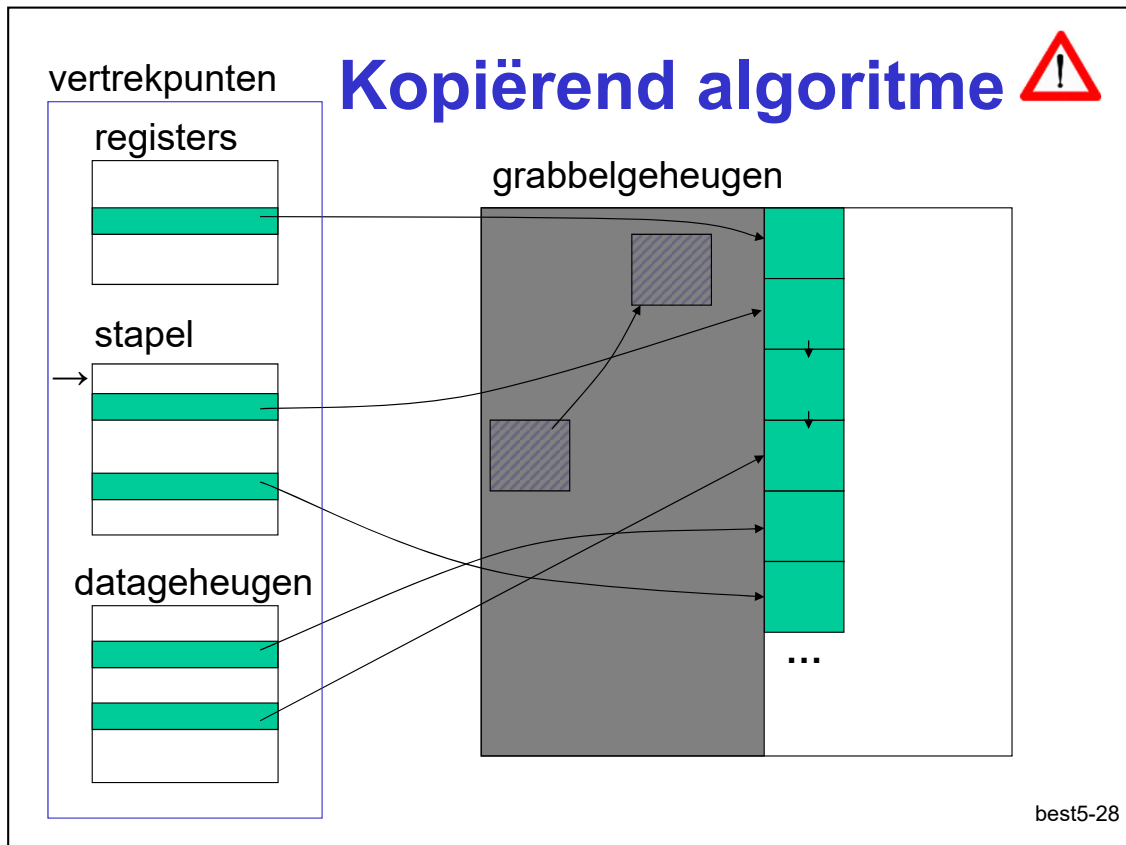 Kopiërend algoritme
vertrekpunten
registers
grabbelgeheugen
stapel
→
datageheugen
...
best5-28